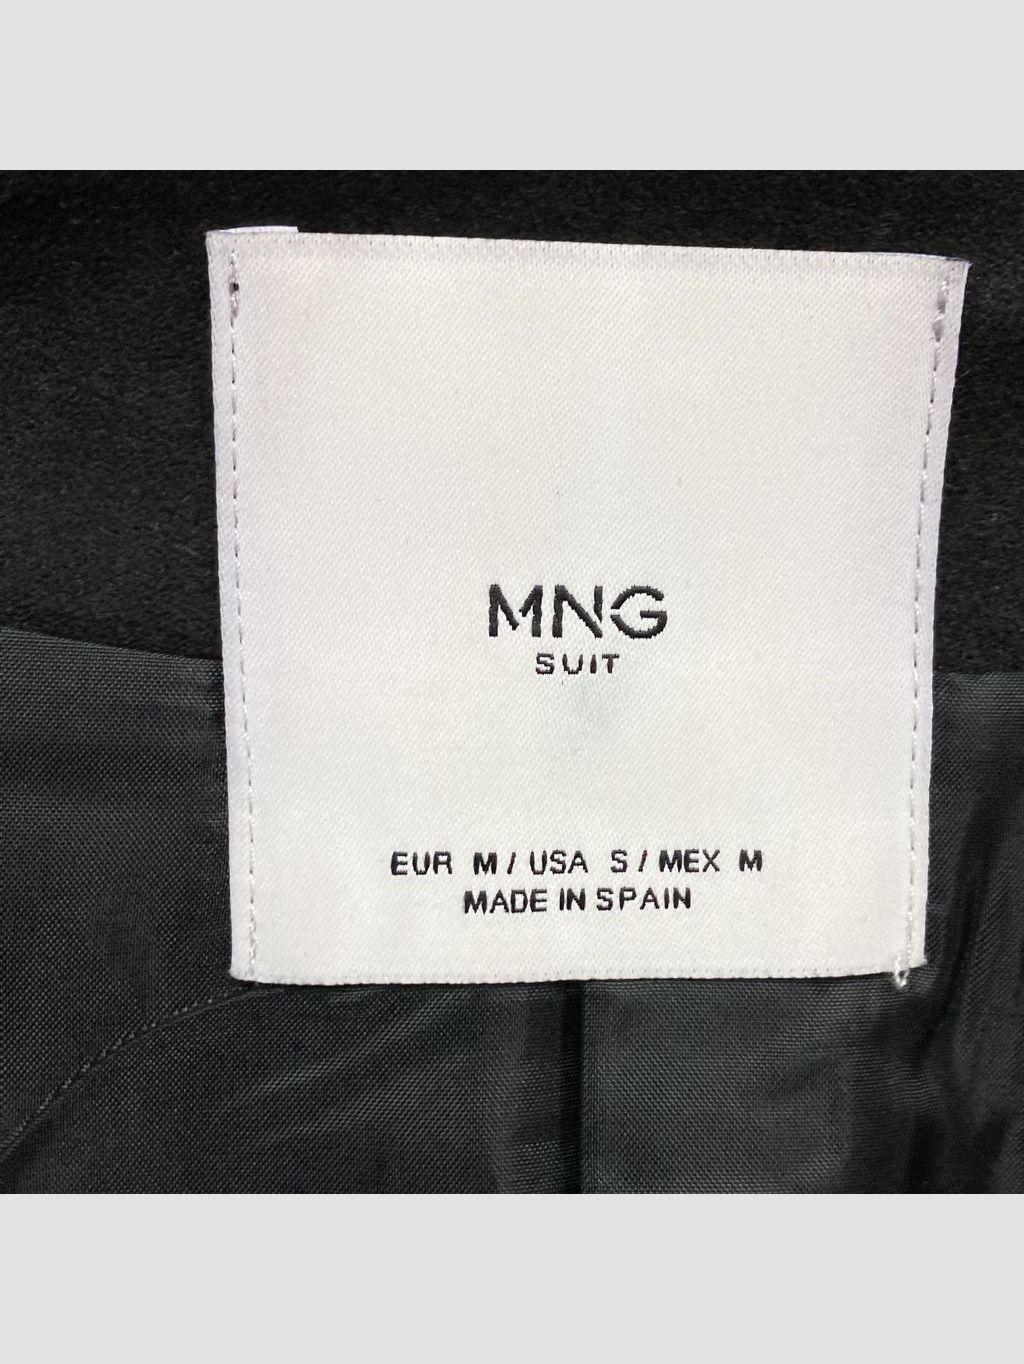 MNG
SUIT
EUR M / USA S / MEX M
MADE IN SPAIN